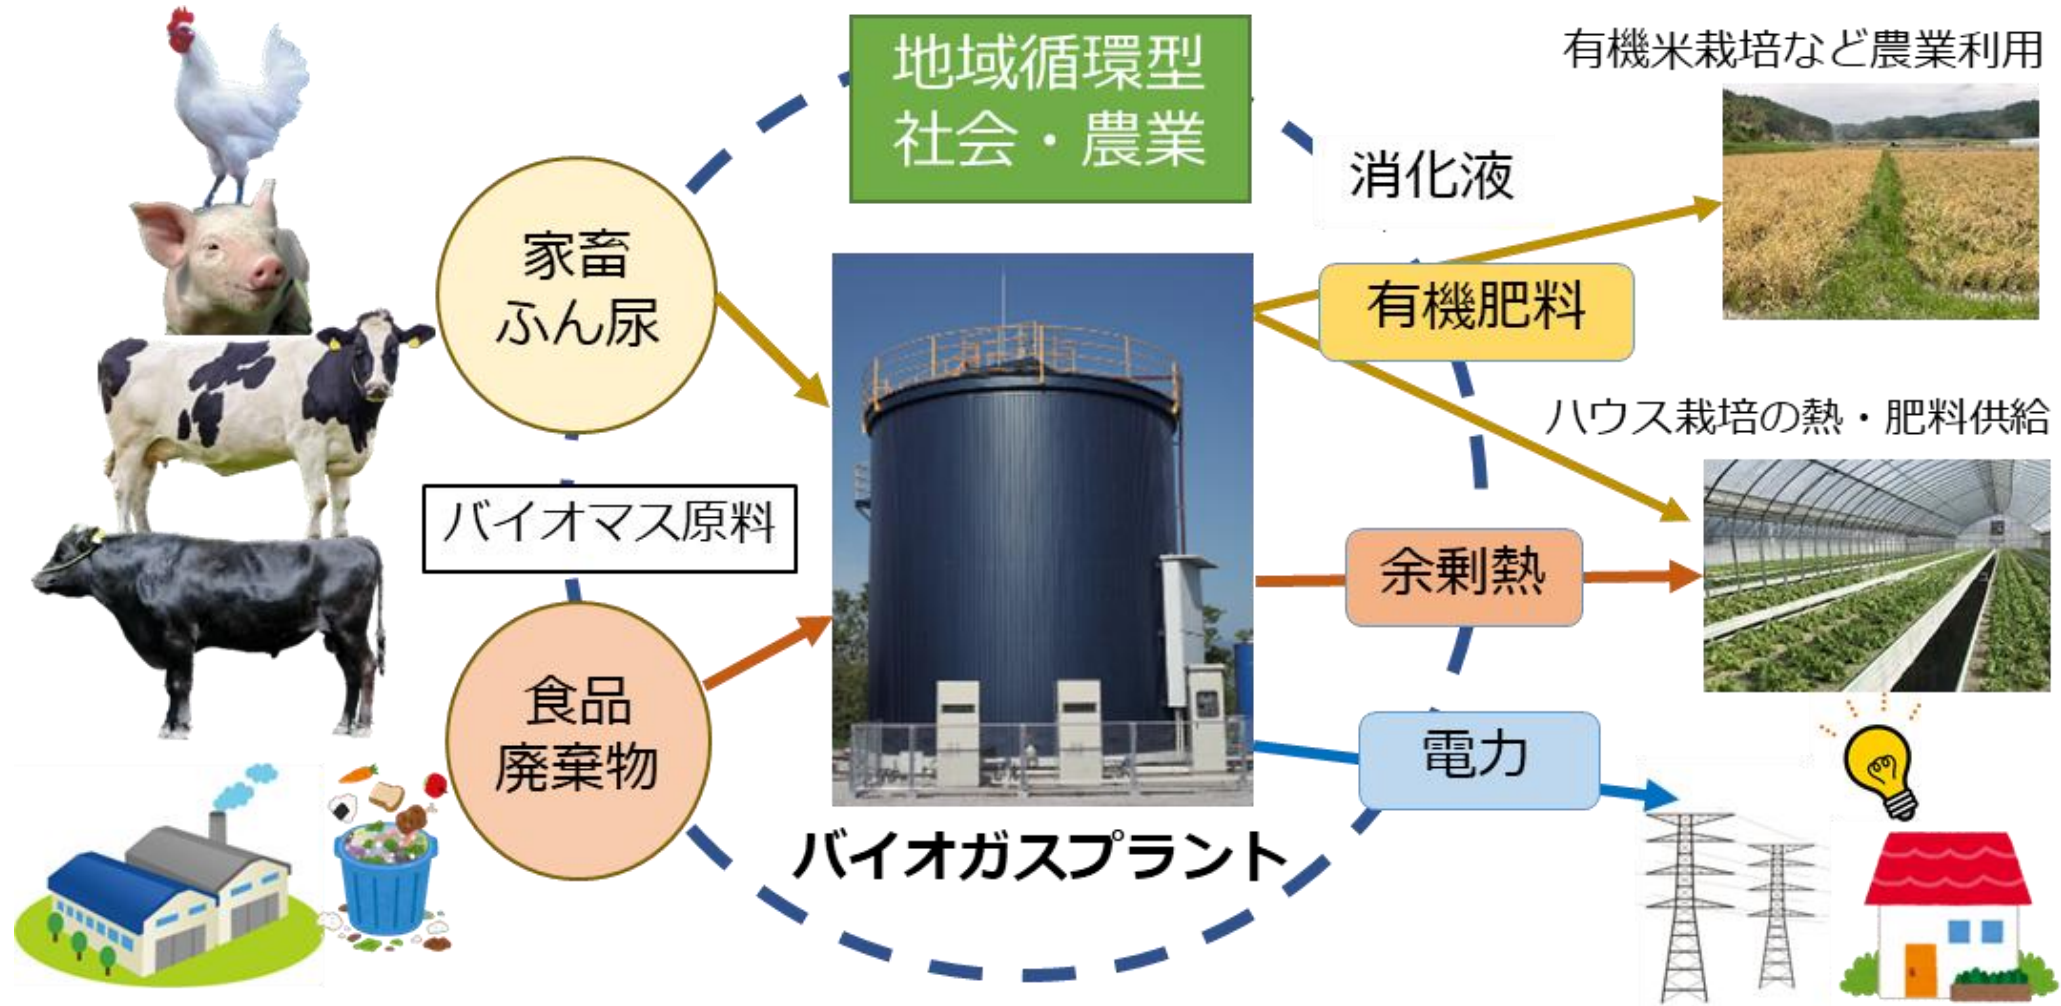 地域循環型
社会・農業
有機米栽培など農業利用
消化液
家畜
ふん尿
有機肥料
ハウス栽培の熱・肥料供給
バイオマス原料
余剰熱
食品
廃棄物
電力
バイオガスプラント